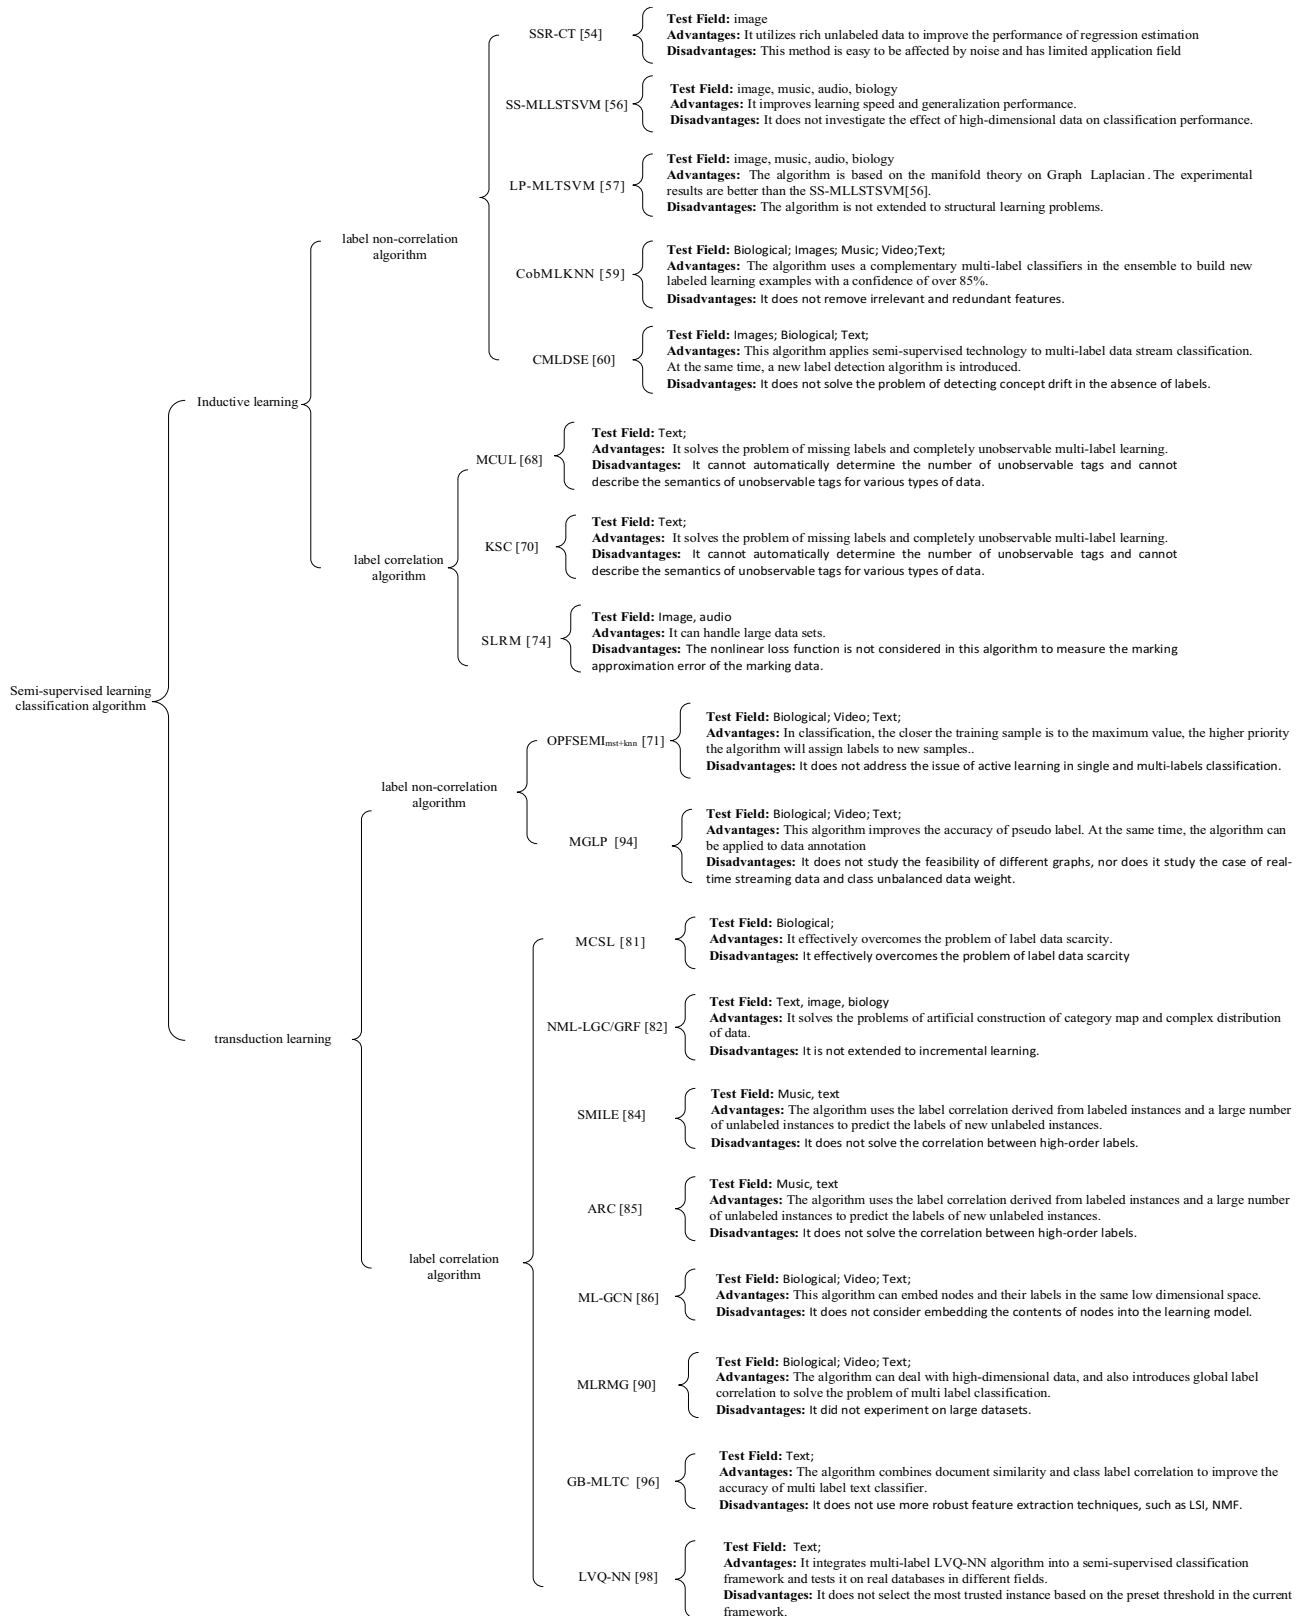 SSR-CT [54]
Test Field: image
Advantages: It utilizes rich unlabeled data to improve the performance of regression estimation
Disadvantages: This method is easy to be affected by noise and has limited application field
SS-MLLSTSVM [56]
Test Field: image, music, audio, biology
Advantages: It improves learning speed and generalization performance.
Disadvantages: It does not investigate the effect of high-dimensional data on classification performance.
LP-MLTSVM [57]
Test Field: image, music, audio, biology
Advantages: The algorithm is based on the manifold theory on Graph Laplacian . The experimental
results are better than the SS-MLLSTSVM[56].
Disadvantages: The algorithm is not extended to structural learning problems.
label non-correlation
algorithm
CobMLKNN [59]
Test Field: Biological; Images; Music; Video;Text;
Advantages: The algorithm uses a complementary multi-label classifiers in the ensemble to build new
labeled learning examples with a confidence of over 85%.
Disadvantages: It does not remove irrelevant and redundant features.
CMLDSE [60]
Test Field: Images; Biological; Text;
Advantages: This algorithm applies semi-supervised technology to multi-label data stream classification.
At the same time, a new label detection algorithm is introduced.
Disadvantages: It does not solve the problem of detecting concept drift in the absence of labels.
Inductive learning
MCUL [68]
Test Field: Text;
Advantages: It solves the problem of missing labels and completely unobservable multi-label learning.
Disadvantages: It cannot automatically determine the number of unobservable tags and cannot
describe the semantics of unobservable tags for various types of data.
KSC [70]
Test Field: Text;
Advantages: It solves the problem of missing labels and completely unobservable multi-label learning.
Disadvantages: It cannot automatically determine the number of unobservable tags and cannot
describe the semantics of unobservable tags for various types of data.
label correlation
algorithm
SLRM [74]
Test Field: Image, audio
Advantages: It can handle large data sets.
Disadvantages: The nonlinear loss function is not considered in this algorithm to measure the marking
approximation error of the marking data.
Semi-supervised learning
classification algorithm
OPFSEMImst+knn [71]
Test Field: Biological; Video; Text;
Advantages: In classification, the closer the training sample is to the maximum value, the higher priority
the algorithm will assign labels to new samples..
Disadvantages: It does not address the issue of active learning in single and multi-labels classification.
label non-correlation
algorithm
MGLP [94]
Test Field: Biological; Video; Text;
Advantages: This algorithm improves the accuracy of pseudo label. At the same time, the algorithm can
be applied to data annotation
Disadvantages: It does not study the feasibility of different graphs, nor does it study the case of real-
time streaming data and class unbalanced data weight.
MCSL [81]
Test Field: Biological;
Advantages: It effectively overcomes the problem of label data scarcity.
Disadvantages: It effectively overcomes the problem of label data scarcity
NML-LGC/GRF [82]
Test Field: Text, image, biology
Advantages: It solves the problems of artificial construction of category map and complex distribution
of data.
Disadvantages: It is not extended to incremental learning.
transduction learning
SMILE [84]
Test Field: Music, text
Advantages: The algorithm uses the label correlation derived from labeled instances and a large number
of unlabeled instances to predict the labels of new unlabeled instances.
Disadvantages: It does not solve the correlation between high-order labels.
ARC [85]
Test Field: Music, text
Advantages: The algorithm uses the label correlation derived from labeled instances and a large number
of unlabeled instances to predict the labels of new unlabeled instances.
Disadvantages: It does not solve the correlation between high-order labels.
label correlation
algorithm
ML-GCN [86]
Test Field: Biological; Video; Text;
Advantages: This algorithm can embed nodes and their labels in the same low dimensional space.
Disadvantages: It does not consider embedding the contents of nodes into the learning model.
MLRMG [90]
Test Field: Biological; Video; Text;
Advantages: The algorithm can deal with high-dimensional data, and also introduces global label
correlation to solve the problem of multi label classification.
Disadvantages: It did not experiment on large datasets.
GB-MLTC [96]
Test Field: Text;
Advantages: The algorithm combines document similarity and class label correlation to improve the
accuracy of multi label text classifier.
Disadvantages: It does not use more robust feature extraction techniques, such as LSI, NMF.
LVQ-NN [98]
Test Field: Text;
Advantages: It integrates multi-label LVQ-NN algorithm into a semi-supervised classification
framework and tests it on real databases in different fields.
Disadvantages: It does not select the most trusted instance based on the preset threshold in the current
framework.